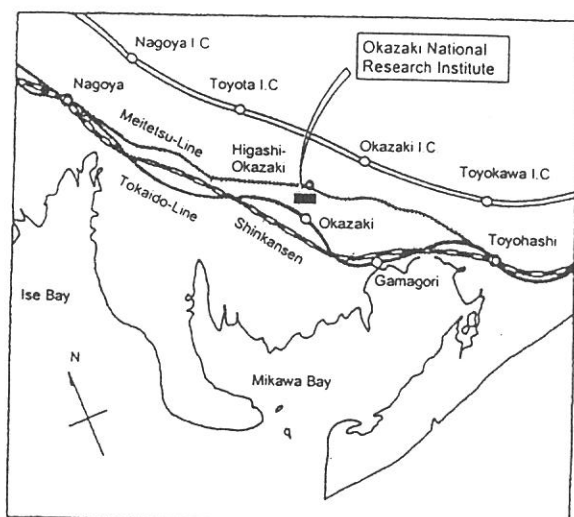 Nagoya I C
Okazaki National
Research Institute
Nagoya
Toyota I.C
Meitetsu-Line
Higashi-
Okazaki
Okazaki I C
Toyokawa I.C
Tokaido-Line
Shinkansen
Okazaki
Toyohashi
Gamagori
Ise Bay
N
Mikawa Bay